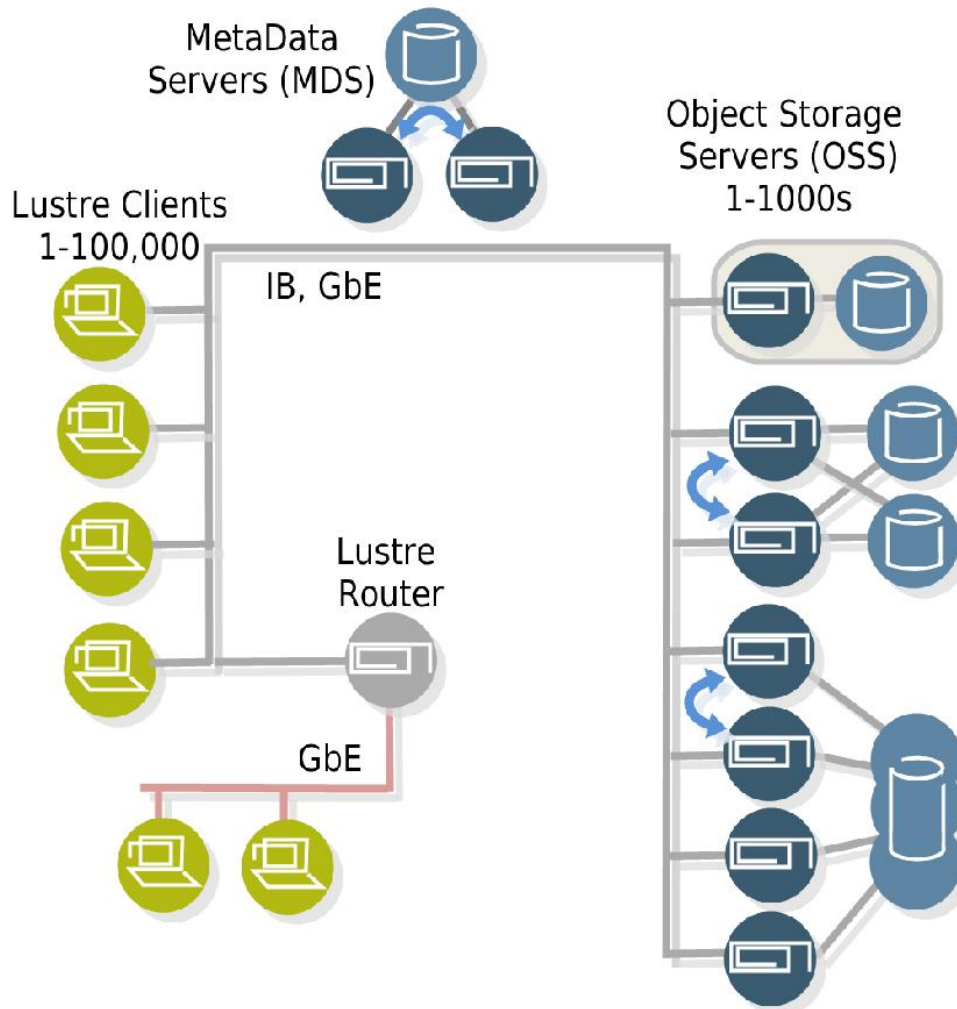 MetaData
Servers (MDS)
Object Storage
Servers (OSS)
1-1000s
Lustre Clients
1-100,000
IB, GbE
Lustre
Router
GbE